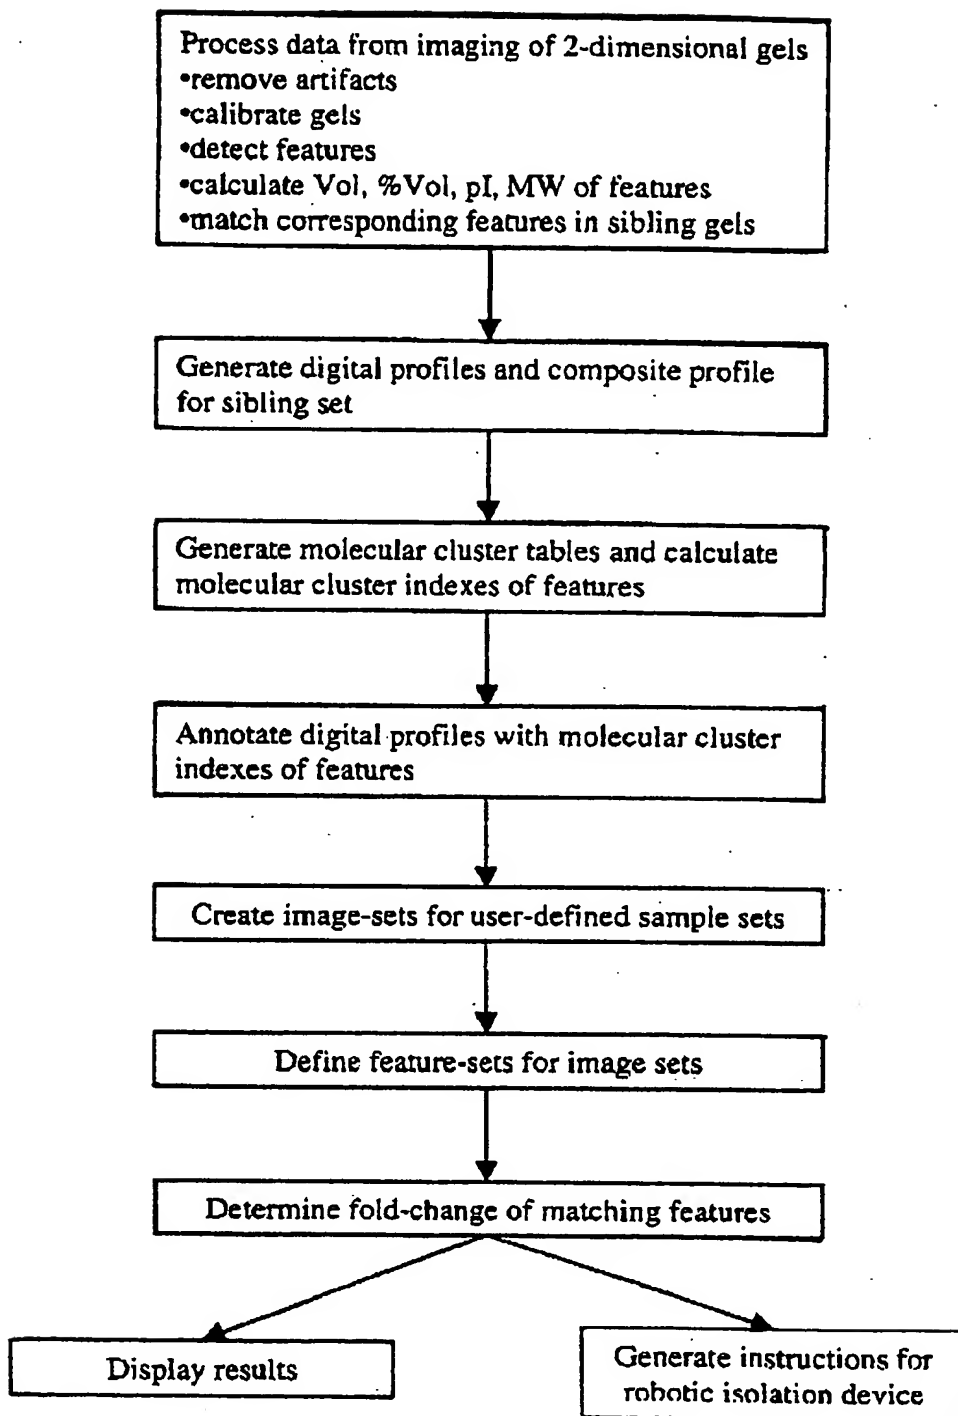 Process data from imaging of 2-dimensional gels
•remove artifacts
•calibrate gels
•detect features
•calculate Vol, %Vol, pI, MW of features
•match corresponding features in sibling gels
Generate digital profiles and composite profile
for sibling set
Generate molecular cluster tables and calculate
molecular cluster indexes of features
Annotate digital profiles with molecular cluster
indexes of features
Create image-sets for user-defined sample sets
Define feature-sets for image sets
Determine fold-change of matching features
Display results
Generate instructions for
robotic isolation device